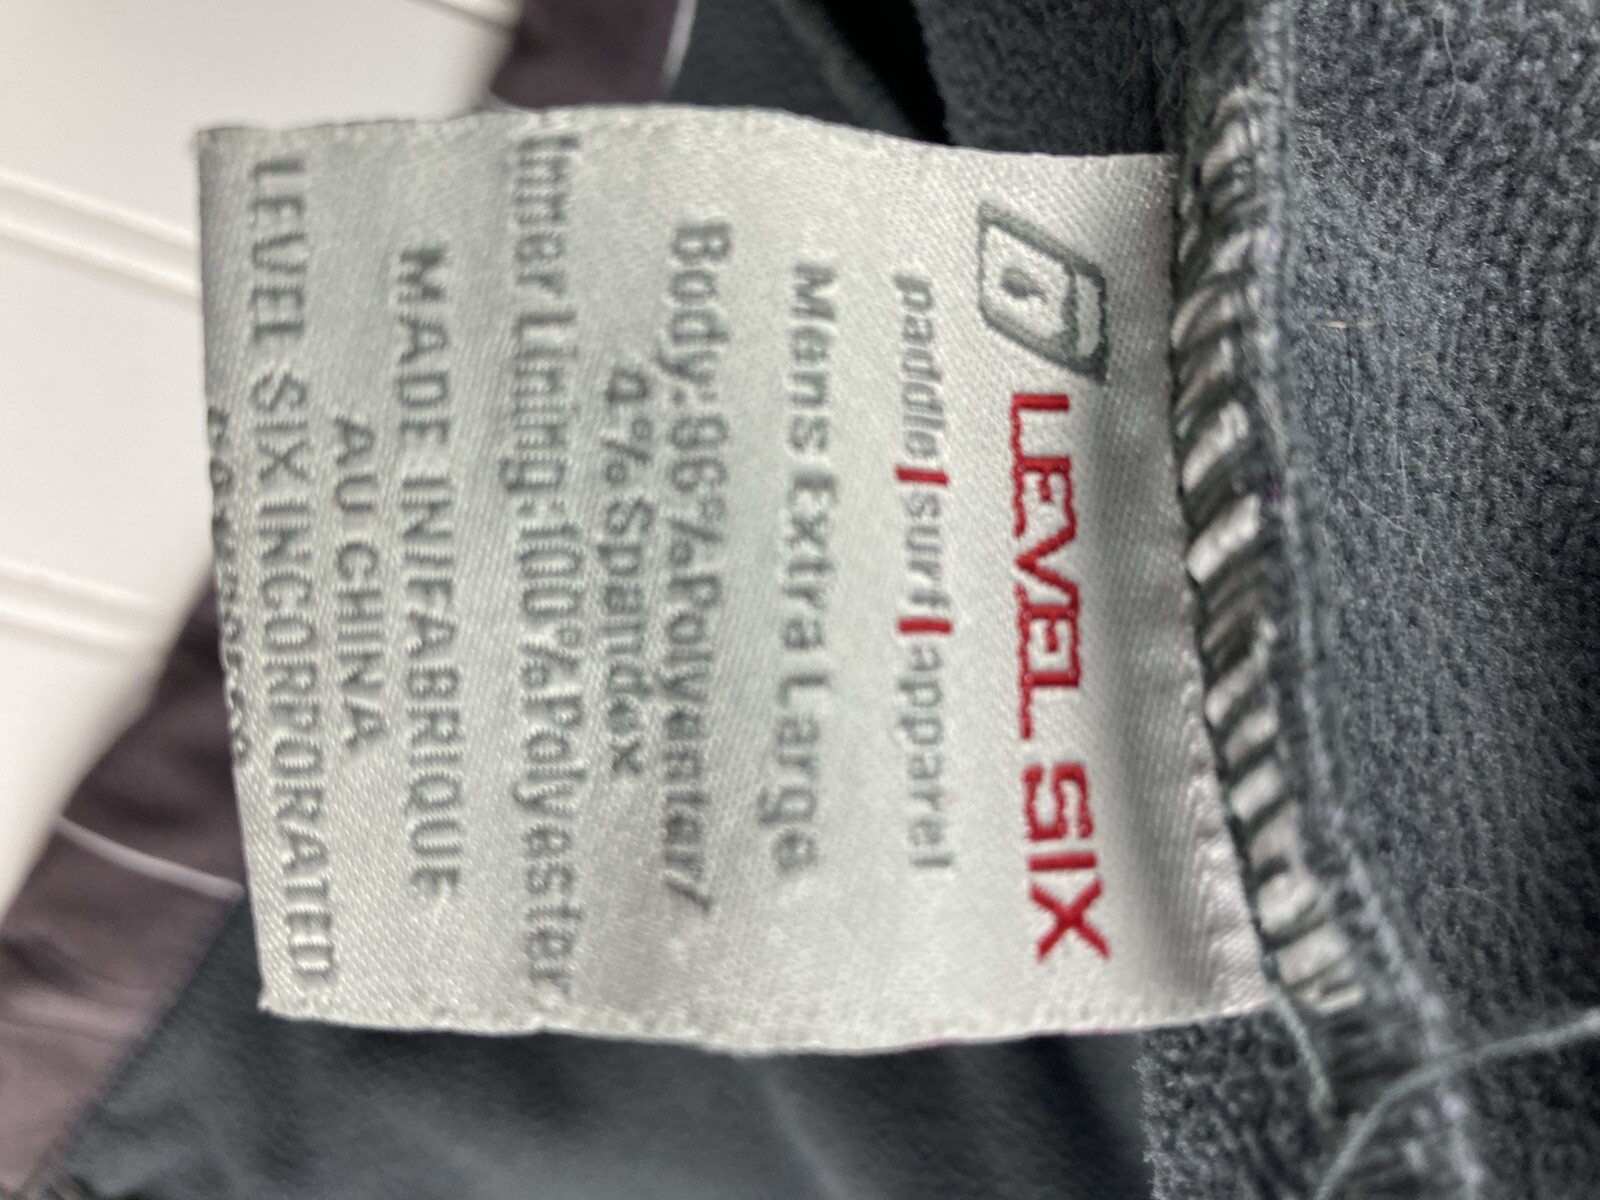 LEVEL SIX
paddle|surf|apparel
Mens Extra Large
Body:96%Polyenter/
4%Spandex
Inner Lining:100%Polyester
MADE IN/FABRIQUE
AU CHINA
LEVEL SIX INCORPORATED